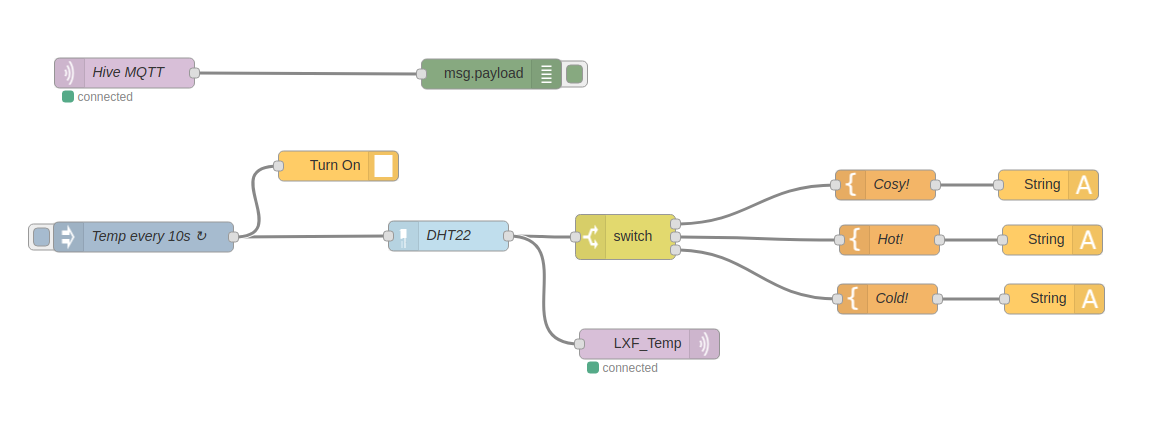 Hive MQTT
msg.payload
connected
Turn On
Temp every 10s ↻
DHT22
switch
Cosy!
String
A
Hot!
String
A
Cold!
String
A
LXF_Temp
connected